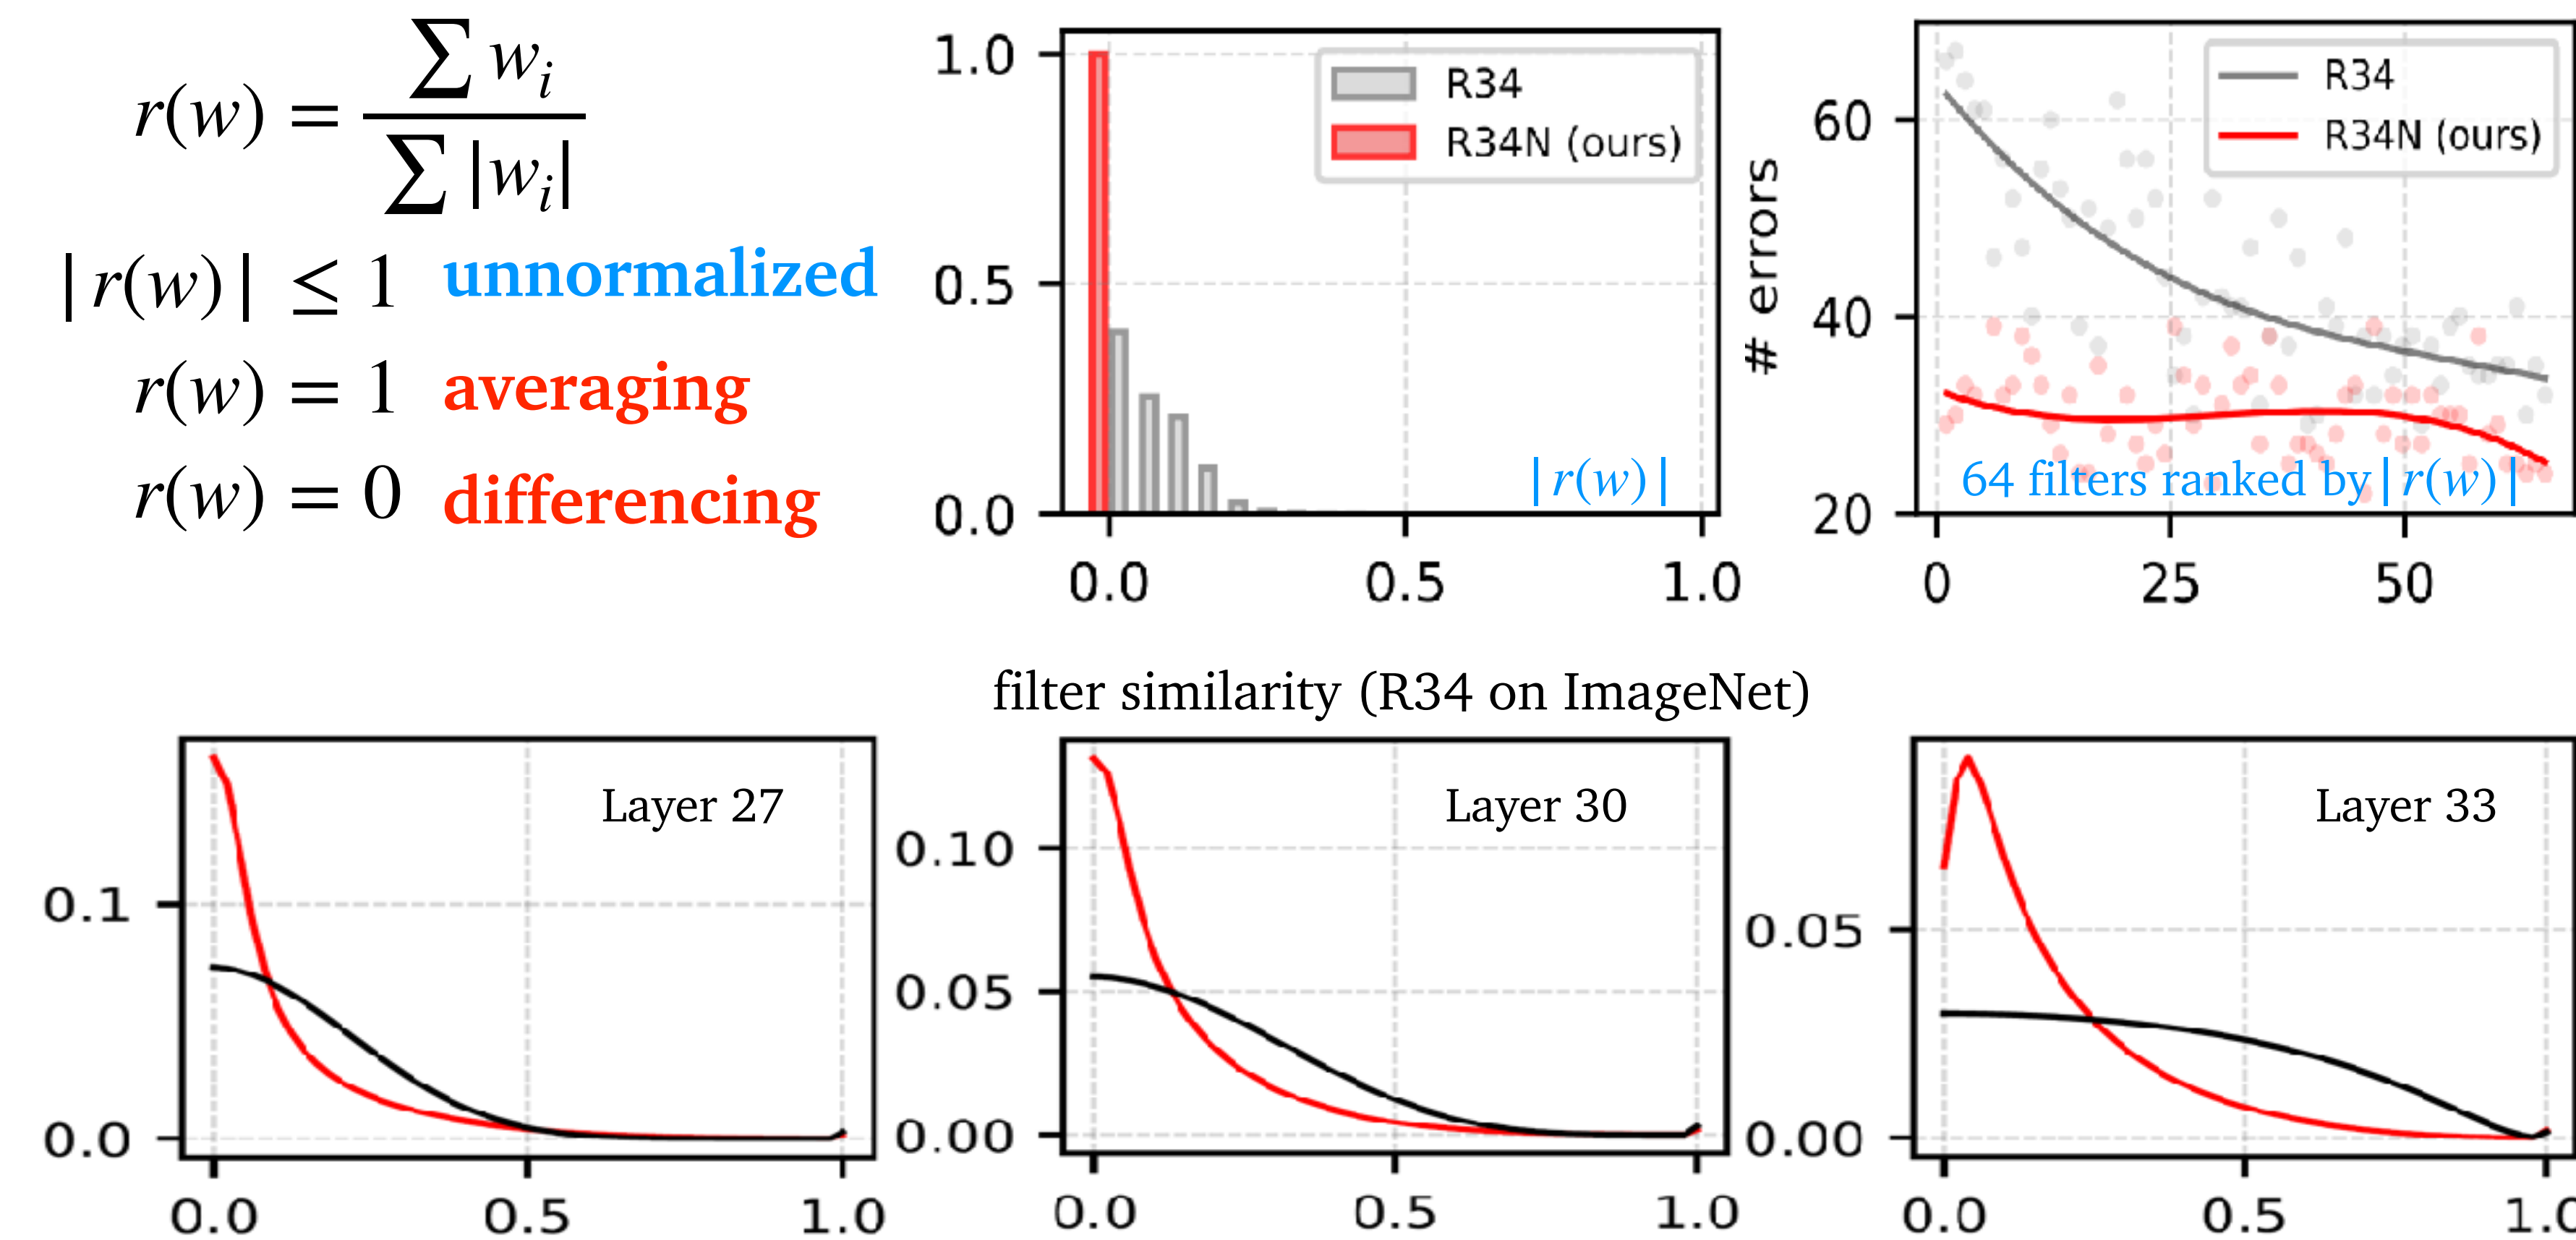 r(w) = ∑ w_i / ∑ |w_i|
|r(w)| ≤ 1 unnormalized
r(w) = 1 averaging
r(w) = 0 differencing
1.0
0.5
0.0
R34
R34N (ours)
|r(w)|
0.0 0.5 1.0
# errors
60
40
20
R34
R34N (ours)
64 filters ranked by |r(w)|
0 25 50
filter similarity (R34 on ImageNet)
Layer 27
0.1
0.0
0.0 0.5 1.0
Layer 30
0.10
0.05
0.00
0.0 0.5 1.0
Layer 33
0.05
0.00
0.0 0.5 1.0